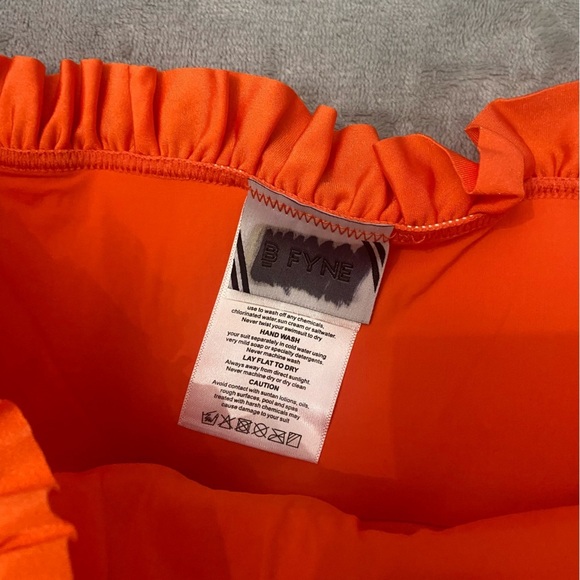 B FYNE
use to wash off any chemicals,
chlorinated water,sun cream or saltwater.
Never twist your swimsuit to dry
HAND WASH
your suit separately in cold water using
very mild soap or specialty detergents.
Never machine wash
LAY FLAT TO DRY
Always away from direct sunlight.
Never machine dry or dry clean
CAUTION
Avoid contact with suntan lotions, oils,
rough surfaces, pool and spas
treated with harsh chemicals may
cause damage to your suit